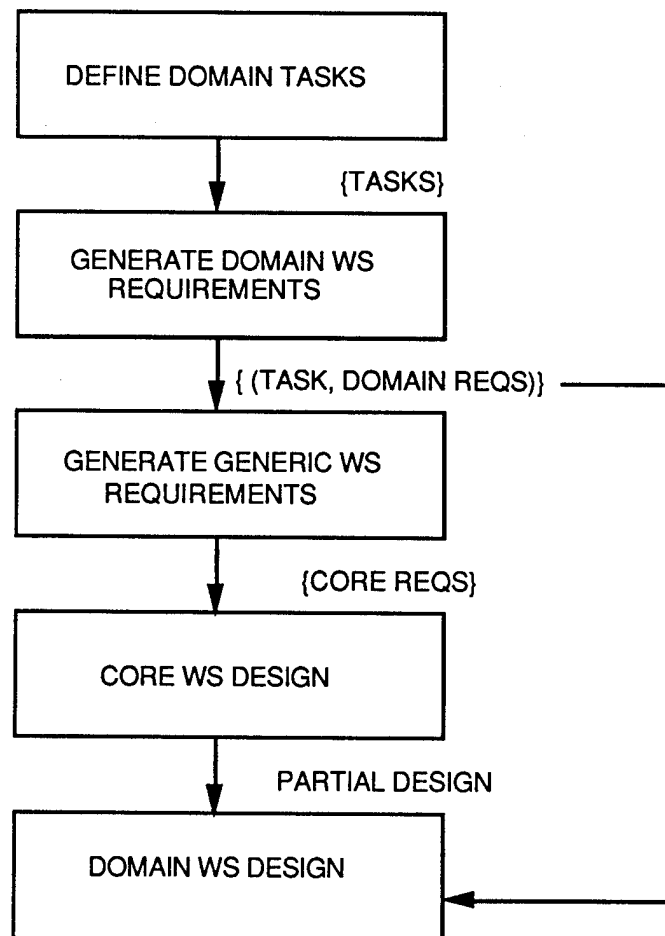 DEFINE DOMAIN TASKS
{TASKS}
GENERATE DOMAIN WS
REQUIREMENTS
{ (TASK, DOMAIN REQS)}
GENERATE GENERIC WS
REQUIREMENTS
{CORE REQS}
CORE WS DESIGN
PARTIAL DESIGN
DOMAIN WS DESIGN